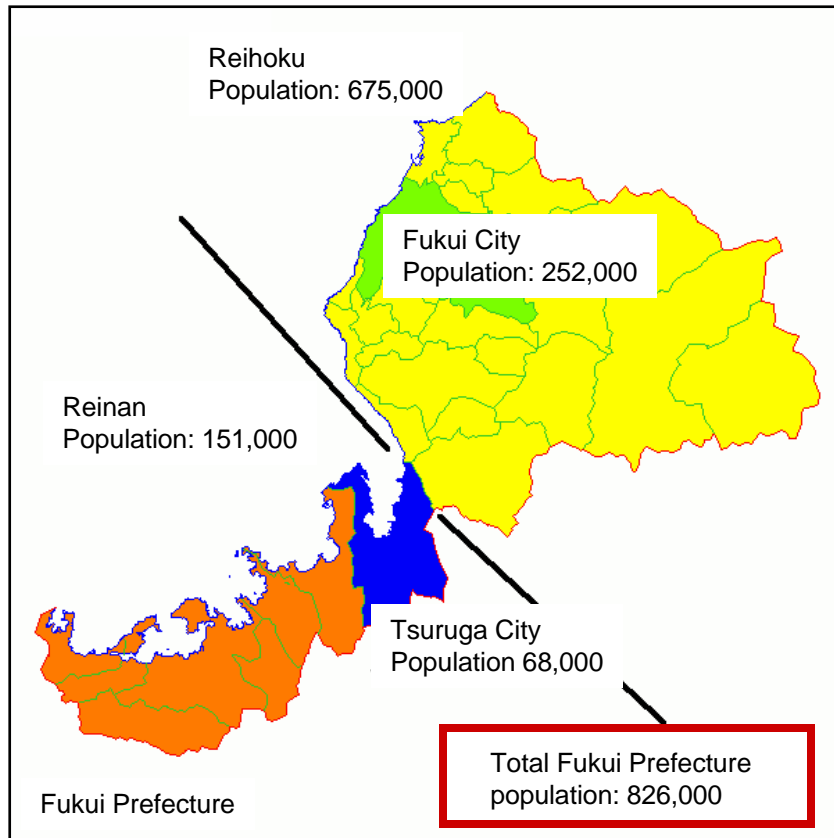 Reihoku
Population: 675,000
Fukui City
Population: 252,000
Reinan
Population: 151,000
Tsuruga City
Population 68,000
Total Fukui Prefecture
population: 826,000
Fukui Prefecture